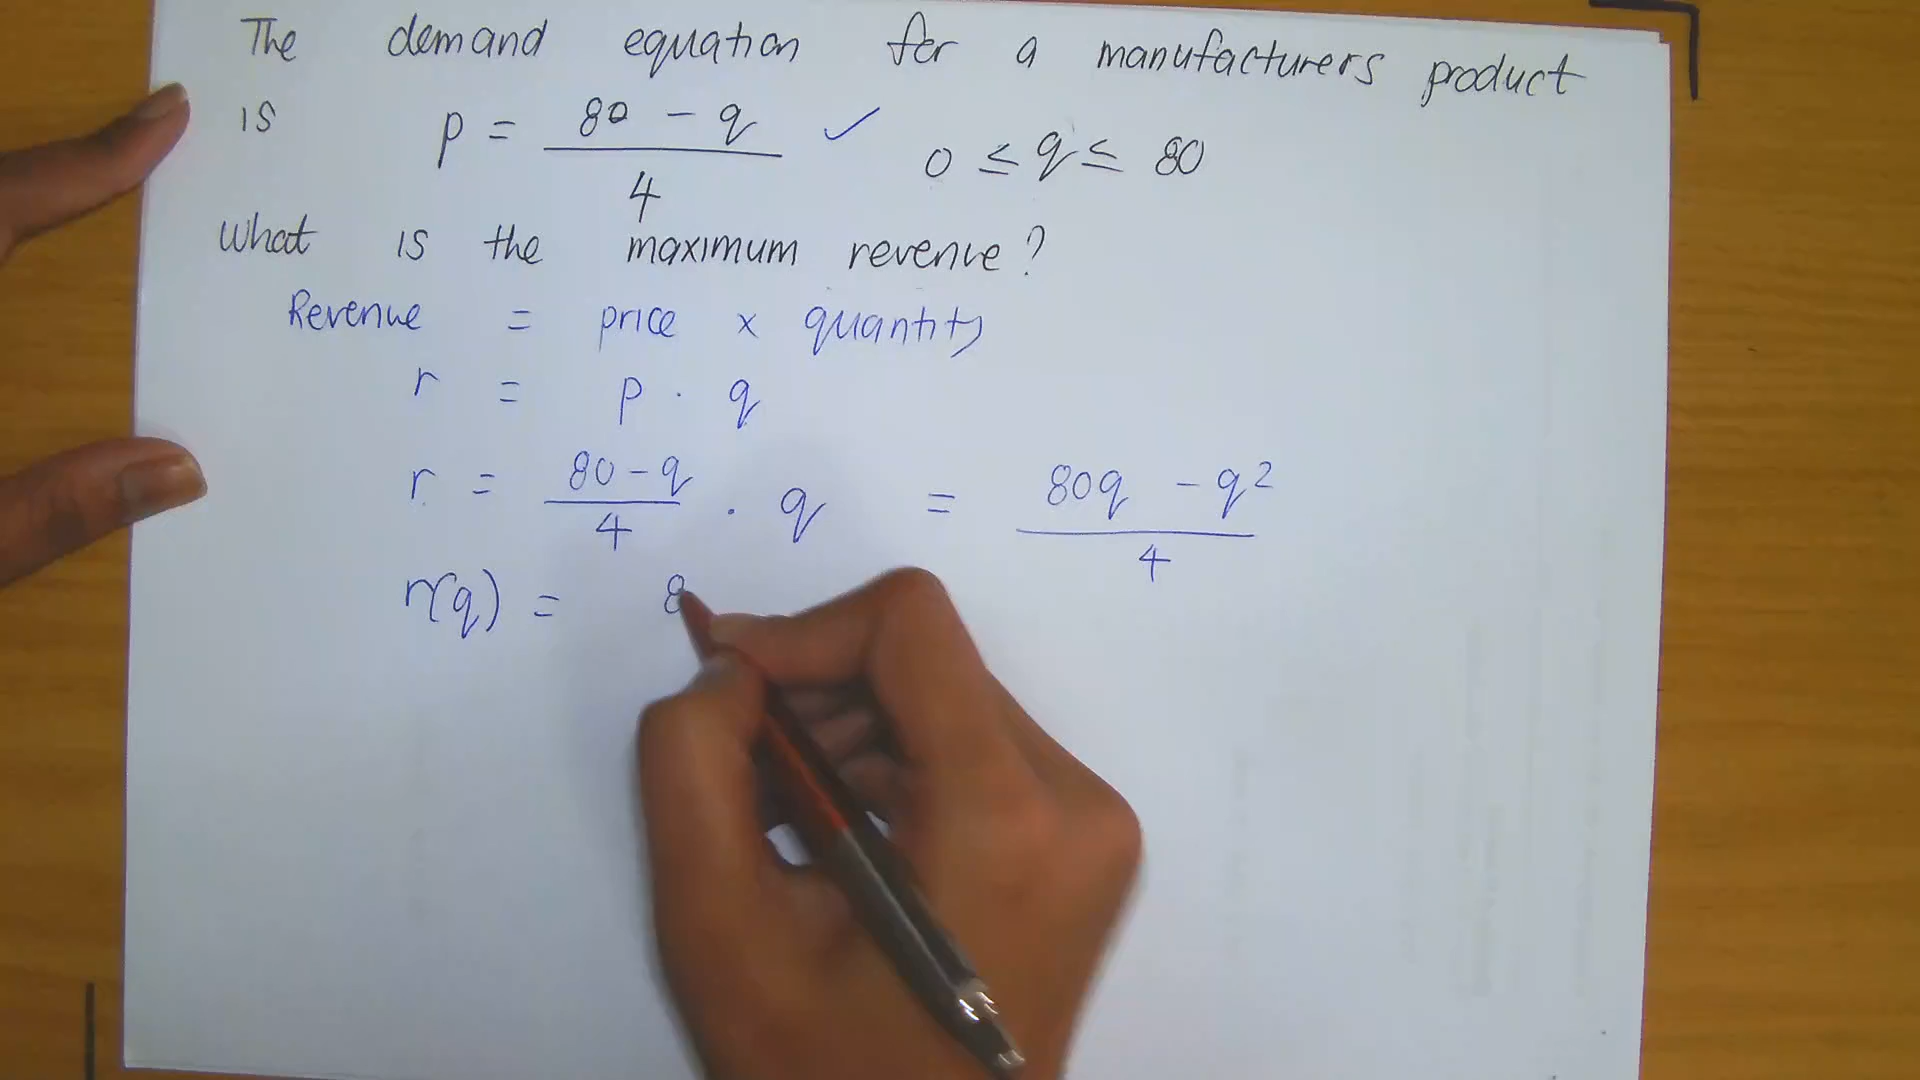 The demand equation for a manufacturers product
is p = 80 - q / 4 ✓ 0 ≤ q ≤ 80
What is the maximum revenue?
Revenue = price x quantity
r = p · q
r = 80 - q / 4 · q = 80q - q² / 4
r(q) = 8